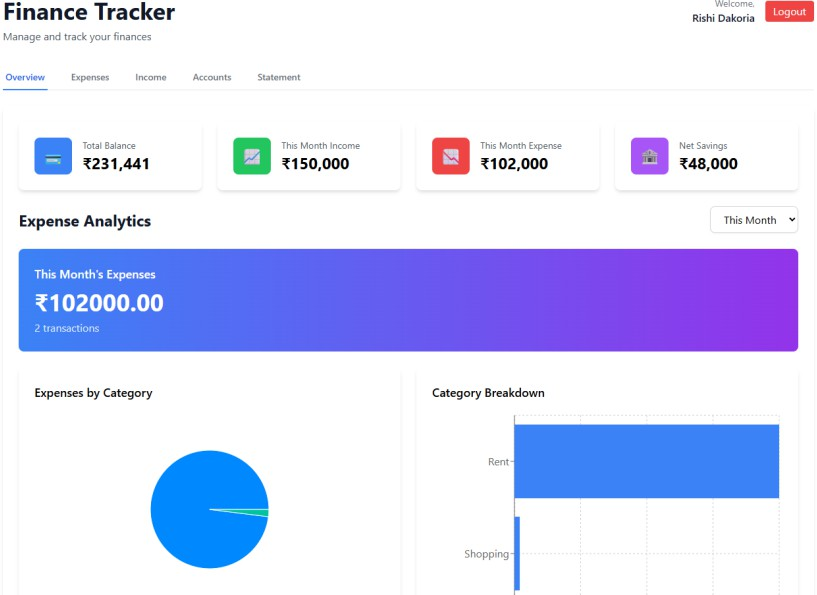 Finance Tracker
Manage and track your finances
Welcome,
Rishi Dakoria
Logout
Overview
Expenses
Income
Accounts
Statement
Total Balance
₹231,441
This Month Income
₹150,000
This Month Expense
₹102,000
Net Savings
₹48,000
Expense Analytics
This Month
This Month's Expenses
₹102000.00
2 transactions
Expenses by Category
Category Breakdown
Rent
Shopping